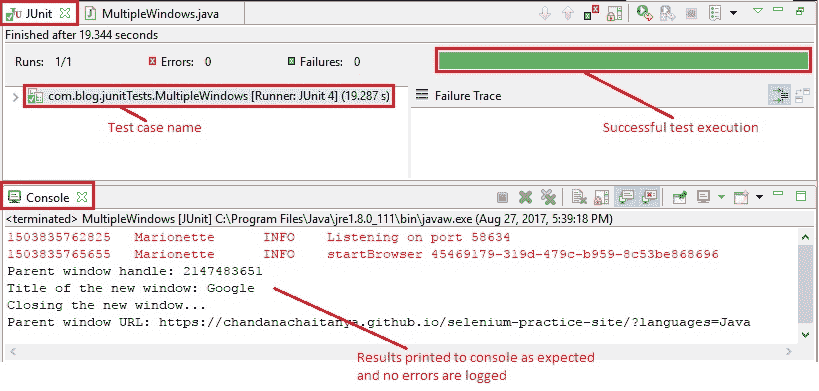 JUnit
MultipleWindows.java
Finished after 19.344 seconds
Runs: 1/1 Errors: 0 Failures: 0
com.blog.junitTests.MultipleWindows [Runner: JUnit 4] (19.287 s)
Failure Trace
Test case name
Successful test execution
Console
<terminated> MultipleWindows [JUnit] C:\Program Files\Java\jre1.8.0_111\bin\javaw.exe (Aug 27, 2017, 5:39:18 PM)
1503835762825 Marionette INFO Listening on port 58634
1503835765655 Marionette INFO startBrowser 45469179-319d-479c-b959-8c53be868696
Parent window handle: 2147483651
Title of the new window: Google
Closing the new window...
Parent window URL: https://chandanachaitanya.github.io/selenium-practice-site/?languages=Java
Results printed to console as expected
and no errors are logged